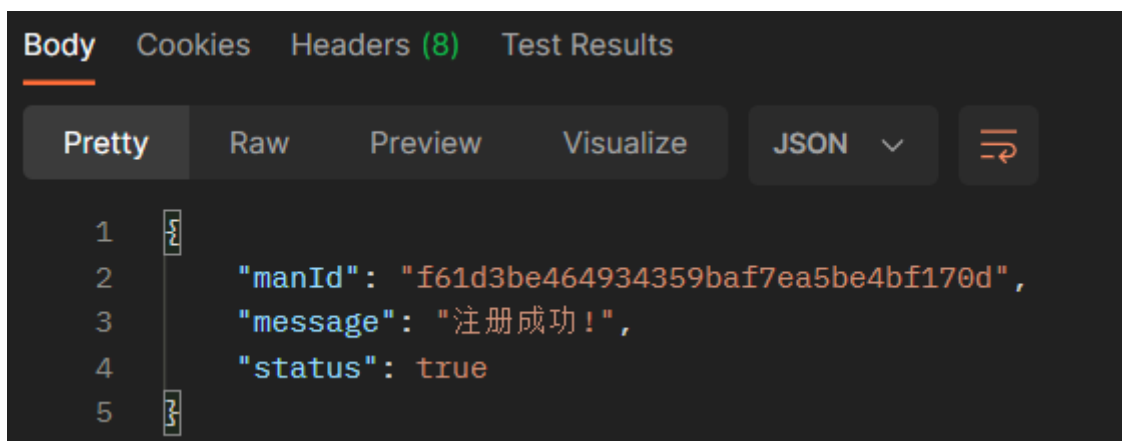 Body Cookies Headers (8) Test Results
Pretty Raw Preview Visualize JSON
1 {
2 "manId": "f61d3be464934359baf7ea5be4bf170d",
3 "message": "注册成功!",
4 "status": true
5 }